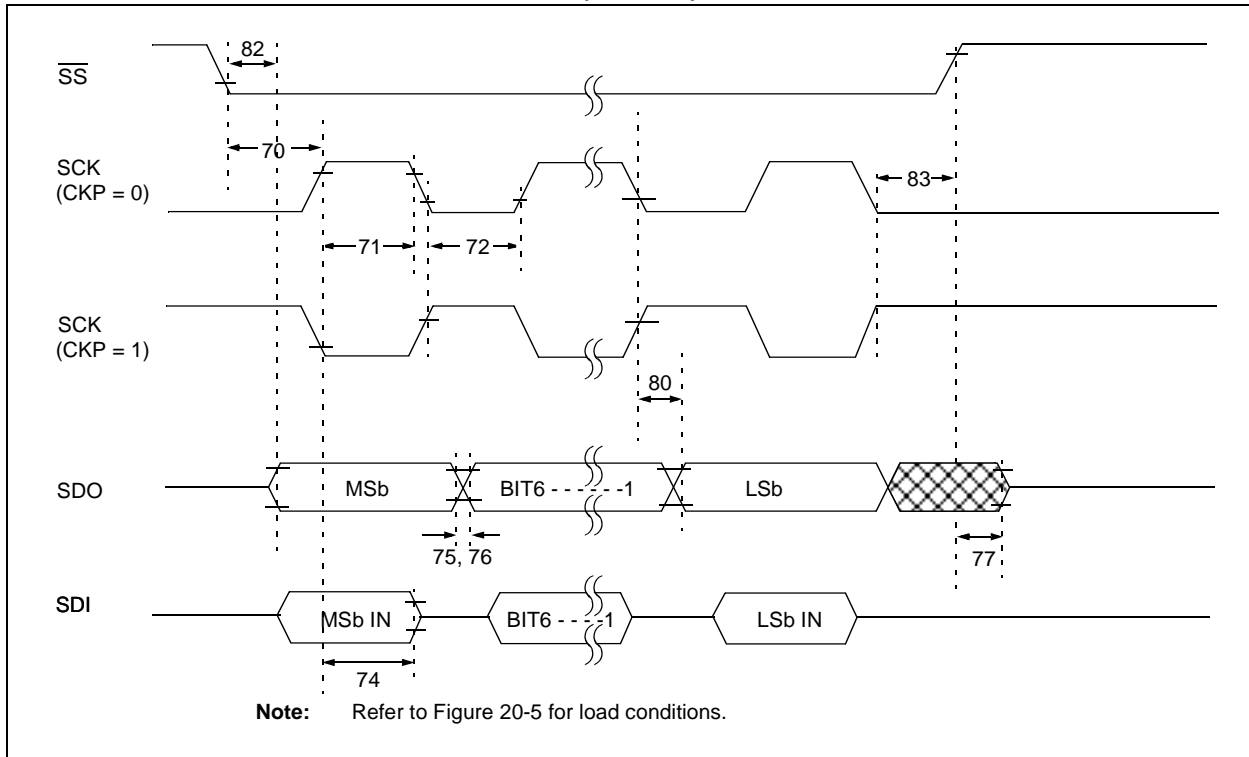 82
SS
70
SCK
(CKP = 0)
83
71
72
SCK
(CKP = 1)
80
SDO
MSb
BIT6 - - - - - -1
LSb
75, 76
77
SDI
MSb IN
BIT6 - - - -1
LSb IN
74
Note: Refer to Figure 20-5 for load conditions.